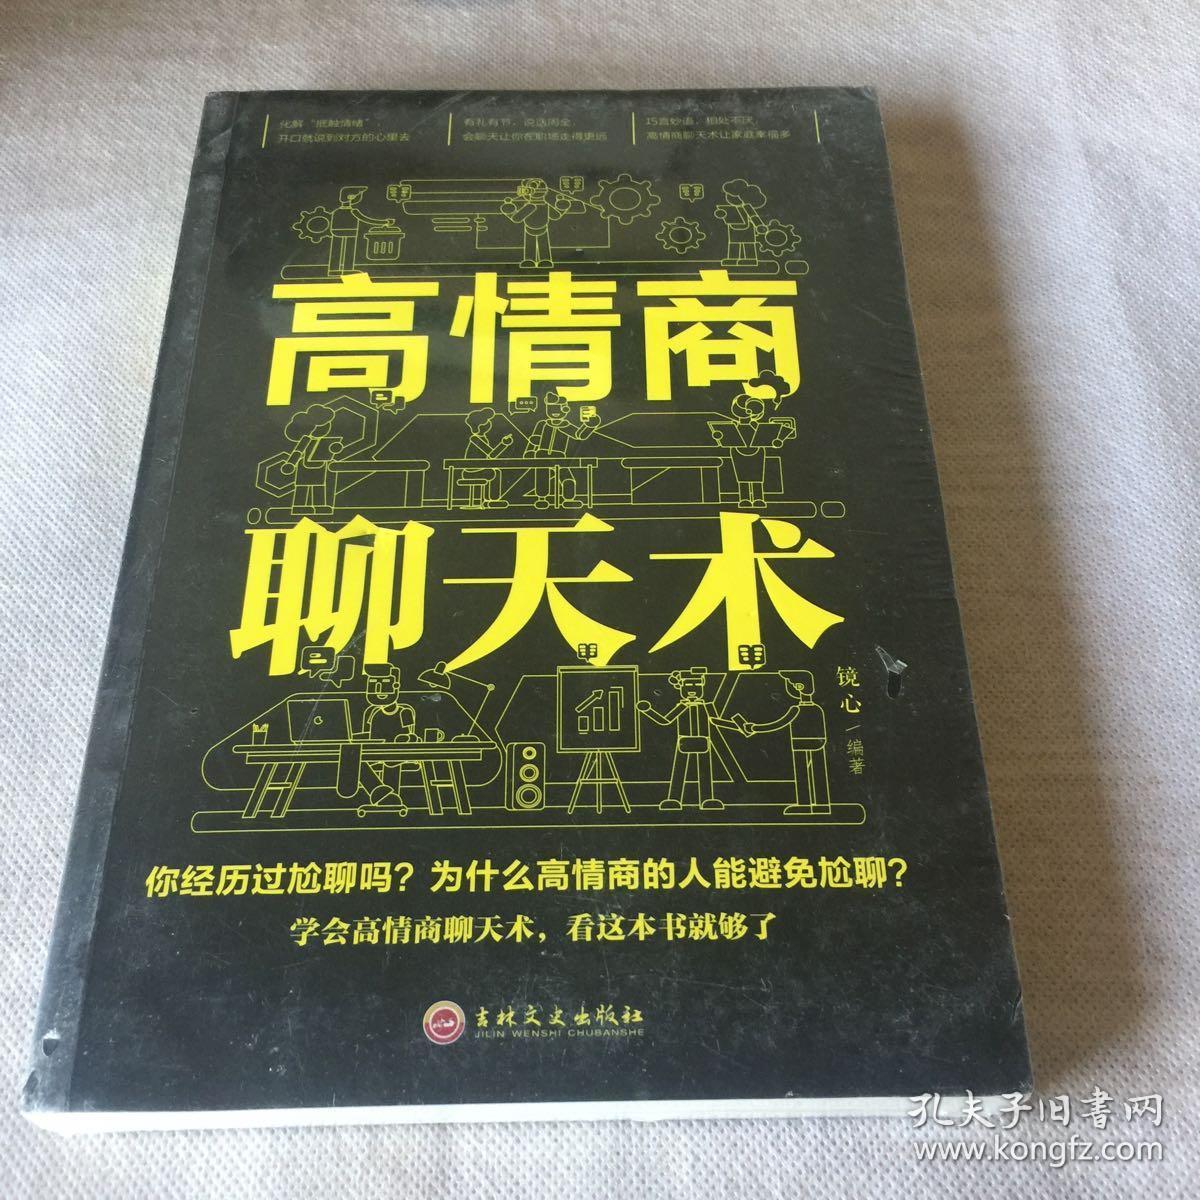 化解“抵触情绪”，
开口就说到对方的心里去
有礼有节，说话周全，
会聊天让你在职场走得更远
巧言妙语，相处不厌，
高情商聊天术让家庭幸福多
高情商
聊天术
镜心/编著
你经历过尬聊吗？为什么高情商的人能避免尬聊？
学会高情商聊天术，看这本书就够了
吉林文史出版社
JILIN WENSHI CHUBANSHE
孔夫子旧書网
www.kongfz.com